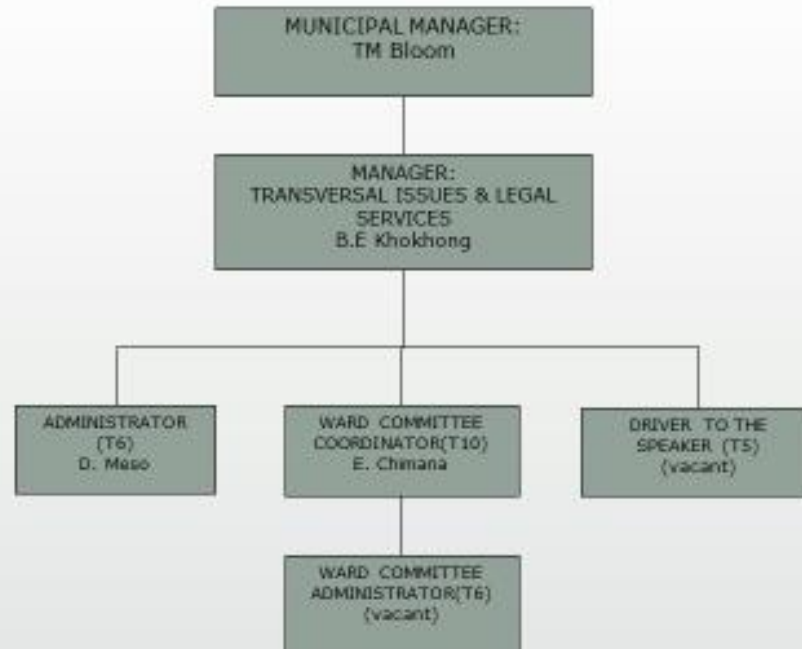 MUNICIPAL MANAGER:
TM Bloom
MANAGER:
TRANSVERSAL ISSUES & LEGAL
SERVICES
B.E Khokhong
ADMINISTRATOR
(T6)
D. Meso
WARD COMMITTEE
COORDINATOR(T10)
E. Chimana
DRIVER TO THE
SPEAKER (T5)
(vacant)
WARD COMMITTEE
ADMINISTRATOR(T6)
(vacant)